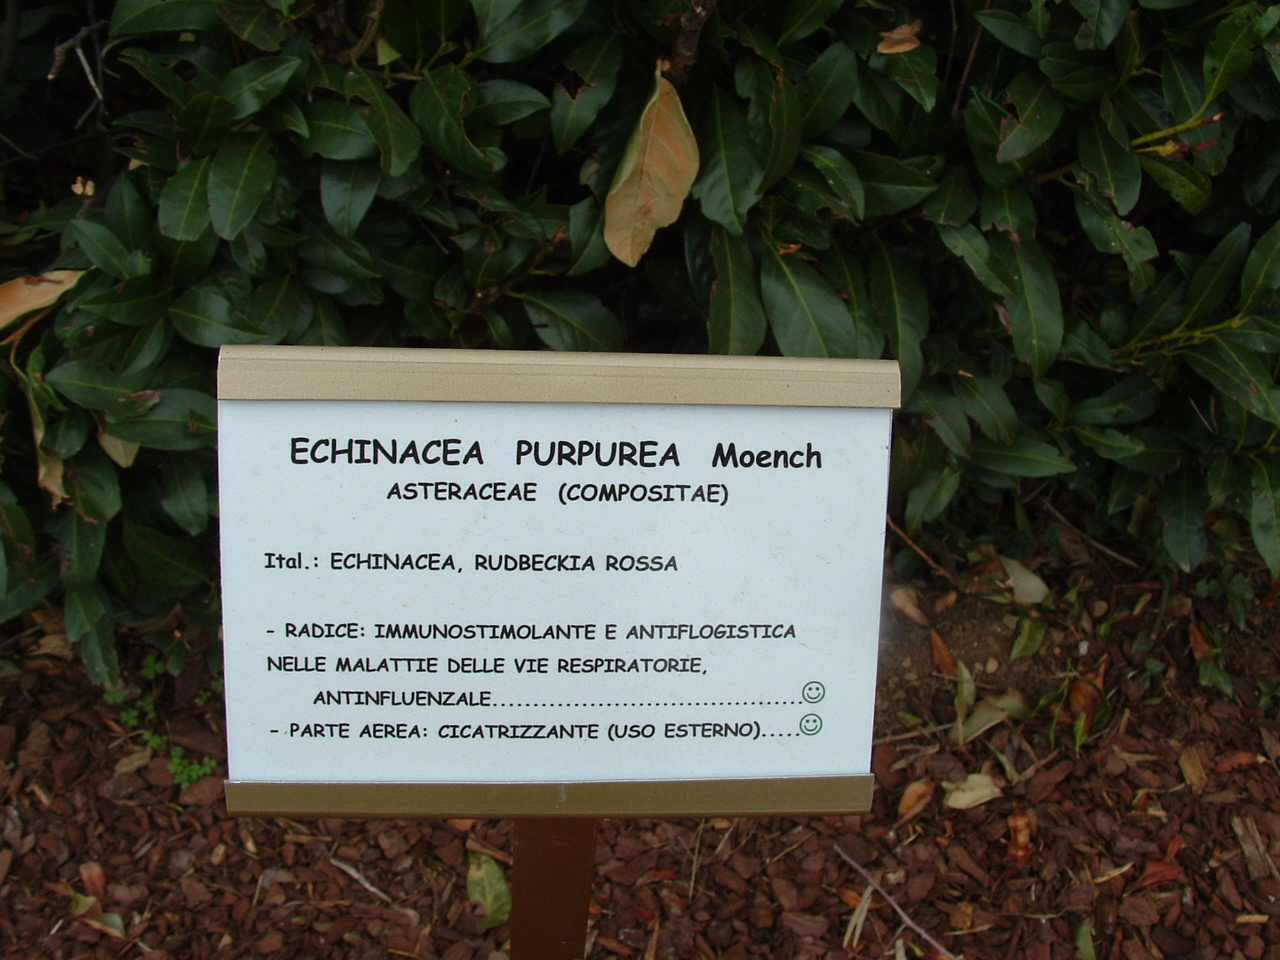 ECHINACEA PURPUREA Moench
ASTERACEAE (COMPOSITAE)
Ital.: ECHINACEA, RUDBECKIA ROSSA
- RADICE: IMMUNOSTIMOLANTE E ANTIFLOGISTICA
NELLE MALATTIE DELLE VIE RESPIRATORIE,
ANTINFLUENZALE.......................................☺
- PARTE AEREA: CICATRIZZANTE (USO ESTERNO).....☺